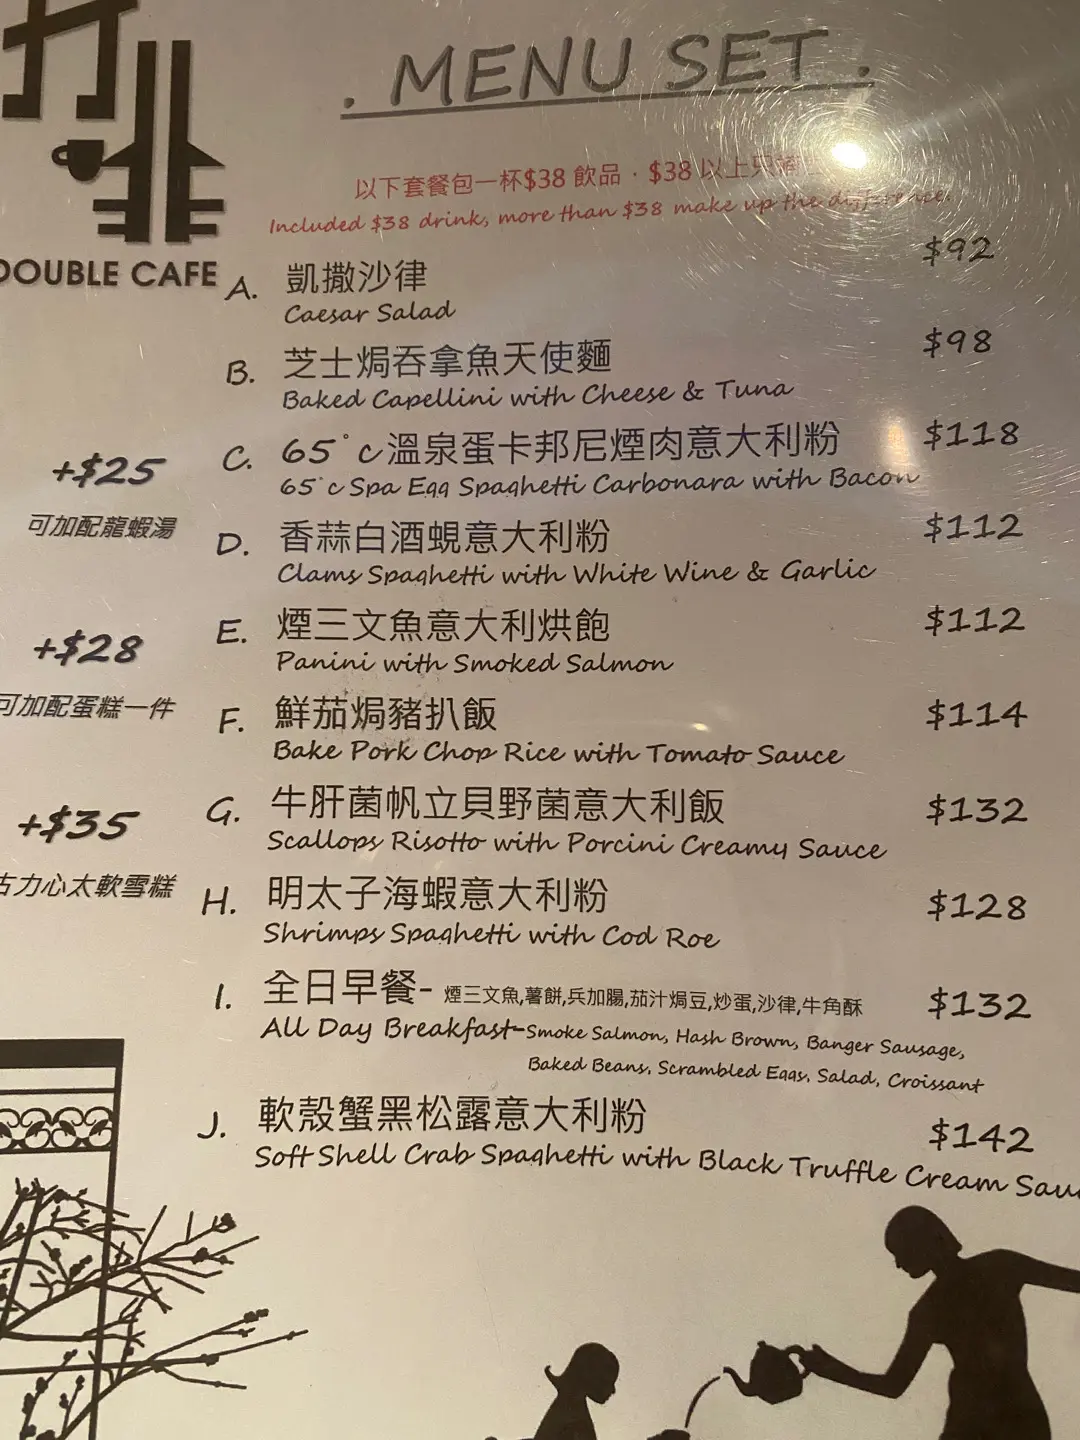 DOUBLE CAFE
. MENU SET .
以下套餐包一杯$38 飲品 · $38 以上只
Included $38 drink, more than $38 make up the difference.
A. 凱撒沙律 $92
Caesar Salad
B. 芝士焗吞拿魚天使麵 $98
Baked Capellini with Cheese & Tuna
C. 65°c溫泉蛋卡邦尼煙肉意大利粉 $118
65°c Spa Egg Spaghetti Carbonara with Bacon
D. 香蒜白酒蜆意大利粉 $112
Clams Spaghetti with White Wine & Garlic
E. 煙三文魚意大利烘飽 $112
Panini with Smoked Salmon
F. 鮮茄焗豬扒飯 $114
Bake Pork Chop Rice with Tomato Sauce
G. 牛肝菌帆立貝野菌意大利飯 $132
Scallops Risotto with Porcini Creamy Sauce
H. 明太子海蝦意大利粉 $128
Shrimps Spaghetti with Cod Roe
I. 全日早餐- 煙三文魚,薯餅,兵加腸,茄汁焗豆,炒蛋,沙律,牛角酥 $132
All Day Breakfast-Smoke Salmon, Hash Brown, Banger Sausage,
Baked Beans, Scrambled Eggs, Salad, Croissant
J. 軟殼蟹黑松露意大利粉 $142
Soft Shell Crab Spaghetti with Black Truffle Cream Sau
+$25
可加配龍蝦湯
+$28
可加配蛋糕一件
+$35
古力心太軟雪糕